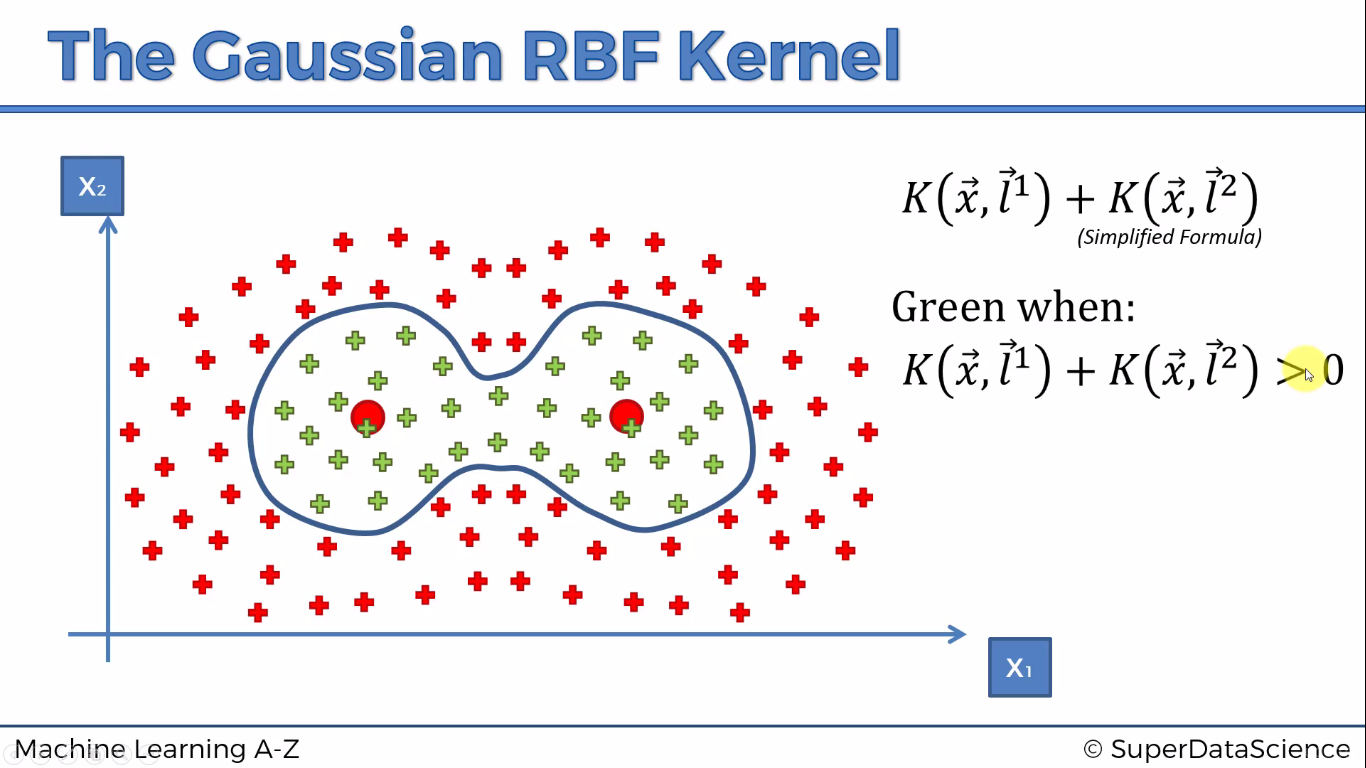 The Gaussian RBF Kernel
X₂
K(x⃗, l⃗¹) + K(x⃗, l⃗²)
(Simplified Formula)
Green when:
K(x⃗, l⃗¹) + K(x⃗, l⃗²) > 0
X₁
Machine Learning A-Z
© SuperDataScience